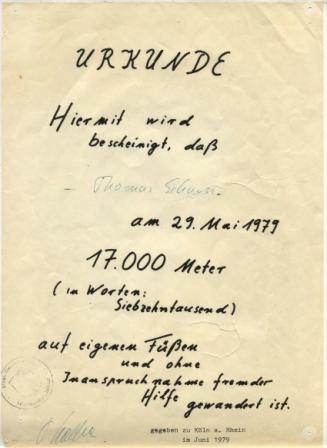 URKUNDE
Hiermit wird
bescheinigt, daß
- Thomas
am 29. Mai 1979
17.000 Meter
(in Worten:
Siebzehntausend)
auf eigenen Füßen
und ohne
Inanspruchnahme fremder
Hilfe
gewandert ist.
gegeben zu Köln a. Rhein
im Juni 1979